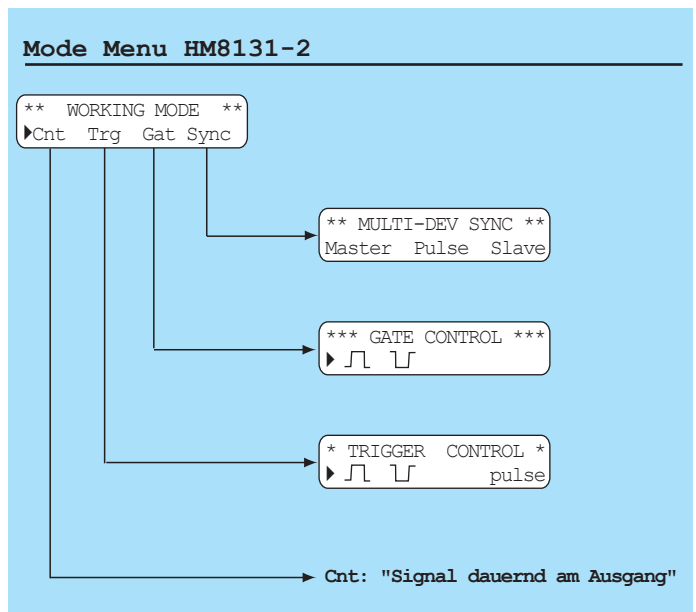 Mode Menu HM8131-2
** WORKING MODE **
Cnt Trg Gat Sync
** MULTI-DEV SYNC **
Master Pulse Slave
*** GATE CONTROL ***
* TRIGGER CONTROL *
pulse
Cnt: "Signal dauernd am Ausgang"